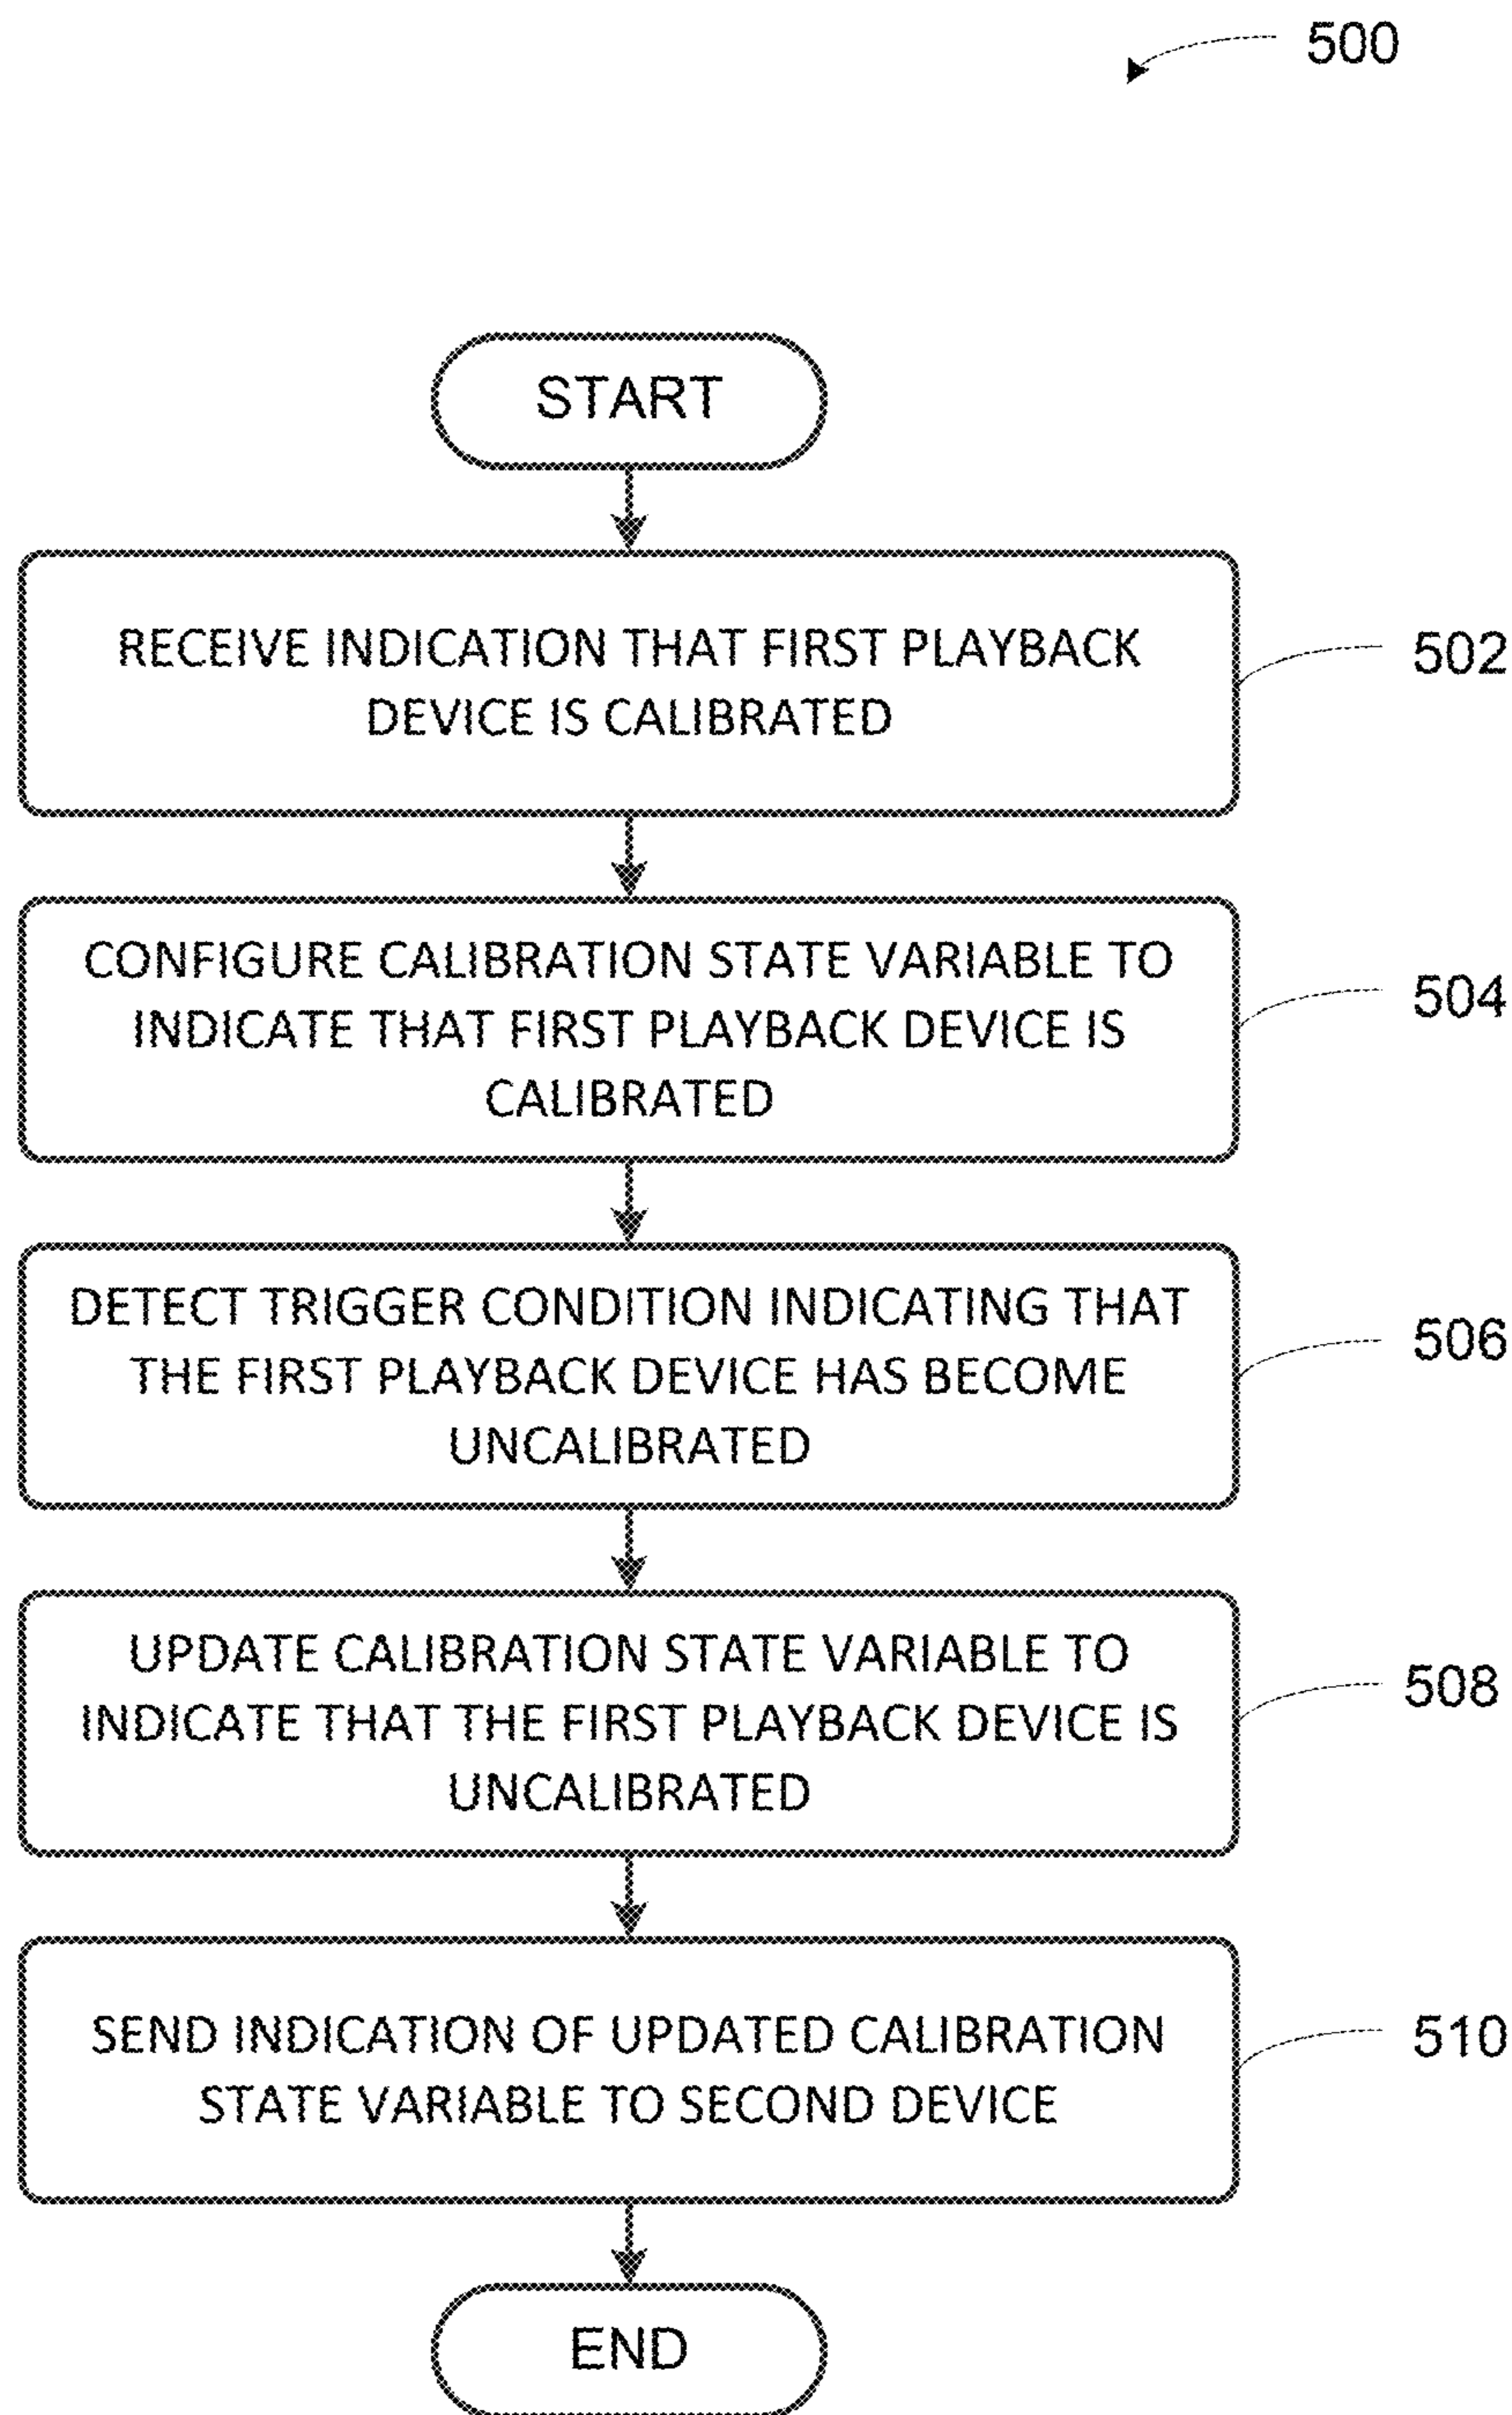 500
START
RECEIVE INDICATION THAT FIRST PLAYBACK
DEVICE IS CALIBRATED
502
CONFIGURE CALIBRATION STATE VARIABLE TO
INDICATE THAT FIRST PLAYBACK DEVICE IS
CALIBRATED
504
DETECT TRIGGER CONDITION INDICATING THAT
THE FIRST PLAYBACK DEVICE HAS BECOME
UNCALIBRATED
506
UPDATE CALIBRATION STATE VARIABLE TO
INDICATE THAT THE FIRST PLAYBACK DEVICE IS
UNCALIBRATED
508
SEND INDICATION OF UPDATED CALIBRATION
STATE VARIABLE TO SECOND DEVICE
510
END